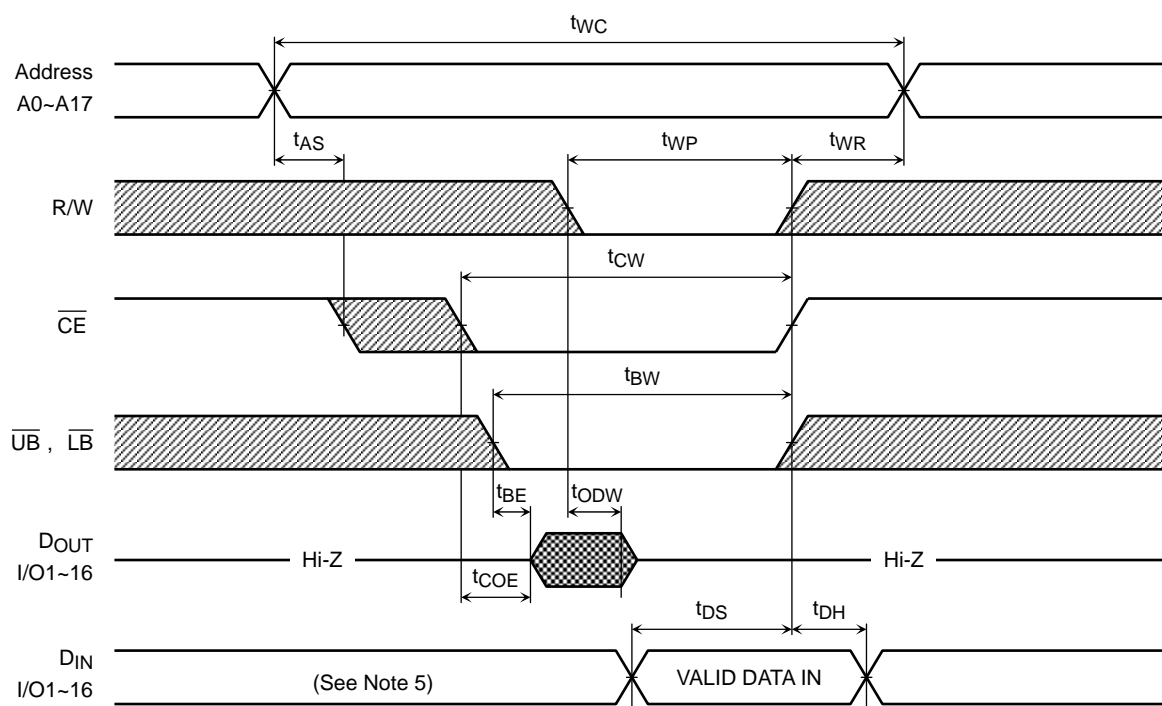 tWC
Address
A0~A17
tAS
tWP
tWR
R/W
tCW
CE
tBW
UB , LB
tBE
tODW
DOUT
I/O1~16
Hi-Z
Hi-Z
tCOE
tDS
tDH
DIN
I/O1~16
(See Note 5)
VALID DATA IN